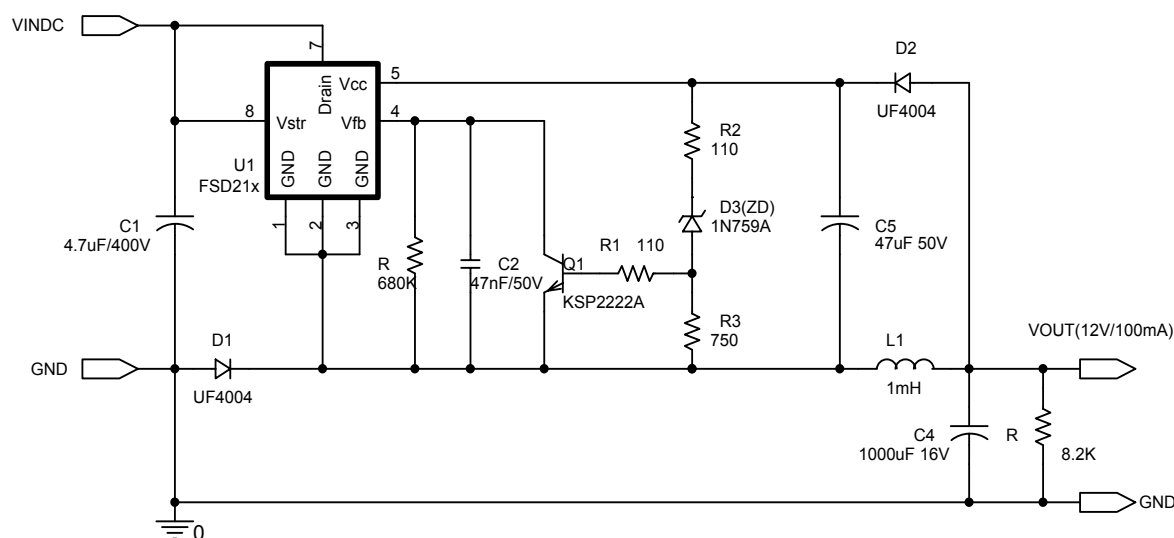 VINDC
D2
UF4004
7
Drain
5
Vcc
8
Vstr
4
Vfb
U1
FSD21x
GND
GND
GND
1
2
3
R2
110
D3(ZD)
1N759A
C1
4.7uF/400V
C5
47uF 50V
R1 110
R
680K
C2
47nF/50V
Q1
KSP2222A
R3
750
VOUT(12V/100mA)
D1
UF4004
L1
1mH
GND
C4
1000uF 16V
R
8.2K
GND
0